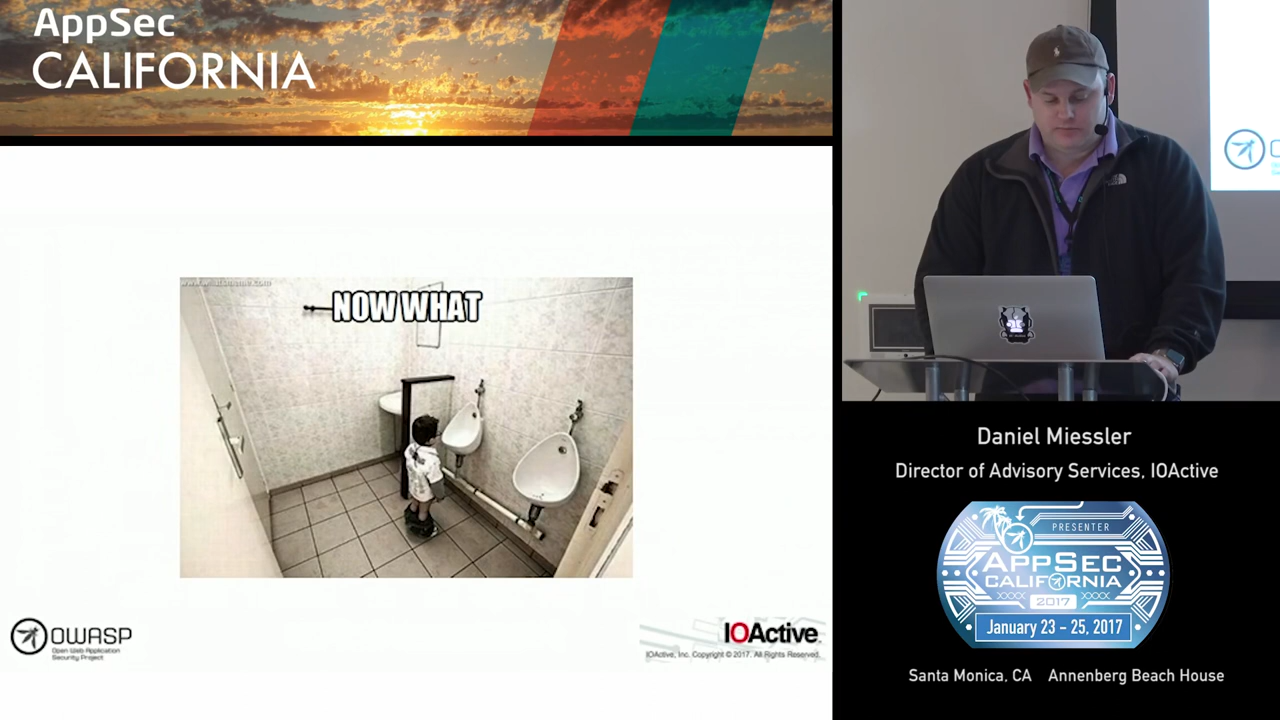 AppSec
CALIFORNIA
NOW WHAT
OWASP
Open Web Application
Security Project
IOActive
IOActive, Inc. Copyright © 2017. All Rights Reserved.
Daniel Miessler
Director of Advisory Services, IOActive
PRESENTER
APPSEC
CALIFORNIA
2017
January 23 – 25, 2017
Santa Monica, CA Annenberg Beach House